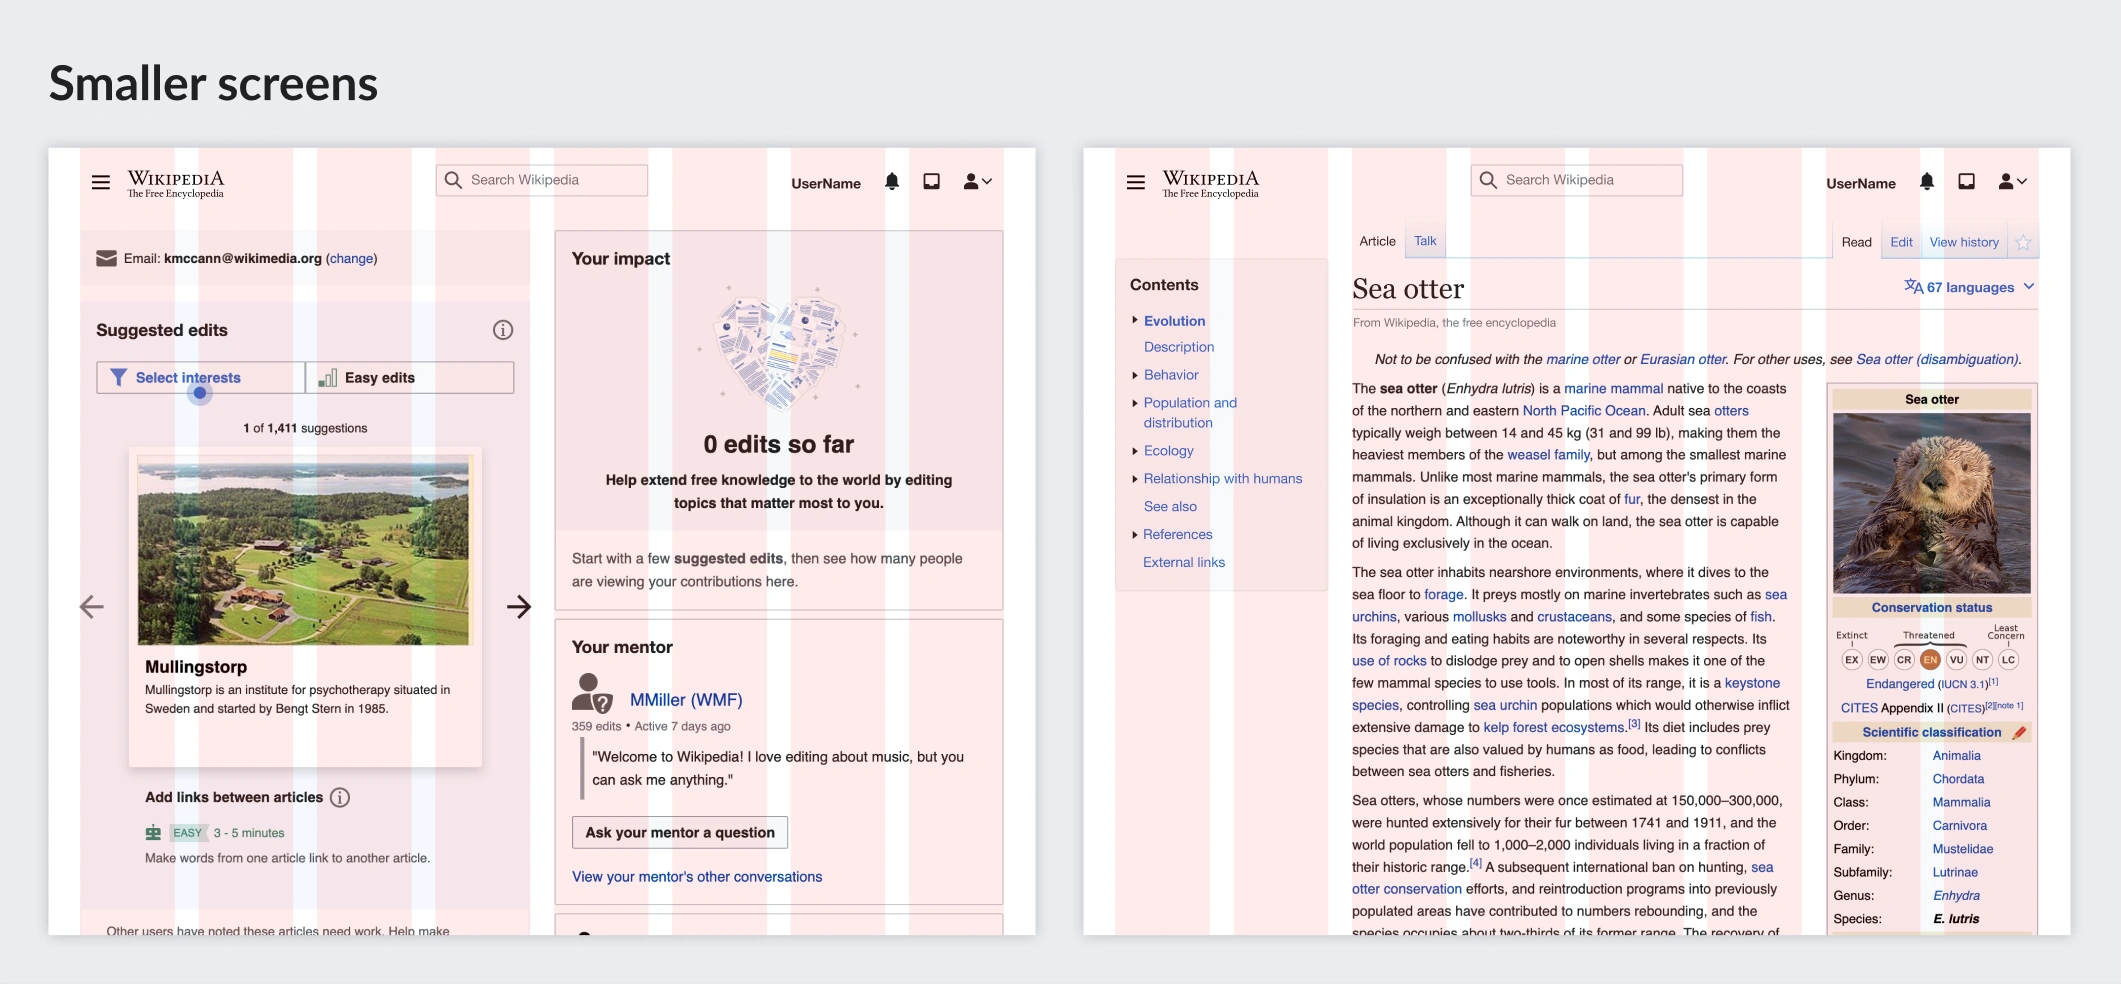 Smaller screens
WIKIPEDIA
The Free Encyclopedia
Search Wikipedia
UserName
Email: kmccann@wikimedia.org (change)
Suggested edits
Select interests
Easy edits
1 of 1,411 suggestions
Mullingstorp
Mullingstorp is an institute for psychotherapy situated in
Sweden and started by Bengt Stern in 1985.
Add links between articles
EASY 3 - 5 minutes
Make words from one article link to another article.
Other users have noted these articles need work. Help make
Your impact
0 edits so far
Help extend free knowledge to the world by editing
topics that matter most to you.
Start with a few suggested edits, then see how many people
are viewing your contributions here.
Your mentor
MMiller (WMF)
359 edits • Active 7 days ago
"Welcome to Wikipedia! I love editing about music, but you
can ask me anything."
Ask your mentor a question
View your mentor's other conversations
WIKIPEDIA
The Free Encyclopedia
Search Wikipedia
UserName
Article Talk
Read Edit View history
Contents
Evolution
Description
Behavior
Population and
distribution
Ecology
Relationship with humans
See also
References
External links
Sea otter
67 languages
From Wikipedia, the free encyclopedia
Not to be confused with the marine otter or Eurasian otter. For other uses, see Sea otter (disambiguation).
The sea otter (Enhydra lutris) is a marine mammal native to the coasts
of the northern and eastern North Pacific Ocean. Adult sea otters
typically weigh between 14 and 45 kg (31 and 99 lb), making them the
heaviest members of the weasel family, but among the smallest marine
mammals. Unlike most marine mammals, the sea otter's primary form
of insulation is an exceptionally thick coat of fur, the densest in the
animal kingdom. Although it can walk on land, the sea otter is capable
of living exclusively in the ocean.
The sea otter inhabits nearshore environments, where it dives to the
sea floor to forage. It preys mostly on marine invertebrates such as sea
urchins, various mollusks and crustaceans, and some species of fish.
Its foraging and eating habits are noteworthy in several respects. Its
use of rocks to dislodge prey and to open shells makes it one of the
few mammal species to use tools. In most of its range, it is a keystone
species, controlling sea urchin populations which would otherwise inflict
extensive damage to kelp forest ecosystems.[3] Its diet includes prey
species that are also valued by humans as food, leading to conflicts
between sea otters and fisheries.
Sea otters, whose numbers were once estimated at 150,000–300,000,
were hunted extensively for their fur between 1741 and 1911, and the
world population fell to 1,000–2,000 individuals living in a fraction of
their historic range.[4] A subsequent international ban on hunting, sea
otter conservation efforts, and reintroduction programs into previously
populated areas have contributed to numbers rebounding, and the
species occupies about two-thirds of its former range. The recovery of
Sea otter
Conservation status
Extinct Threatened Least
Concern
EX EW CR EN VU NT LC
Endangered (IUCN 3.1)[1]
CITES Appendix II (CITES)[2][note 1]
Scientific classification
Kingdom: Animalia
Phylum: Chordata
Class: Mammalia
Order: Carnivora
Family: Mustelidae
Subfamily: Lutrinae
Genus: Enhydra
Species: E. lutris